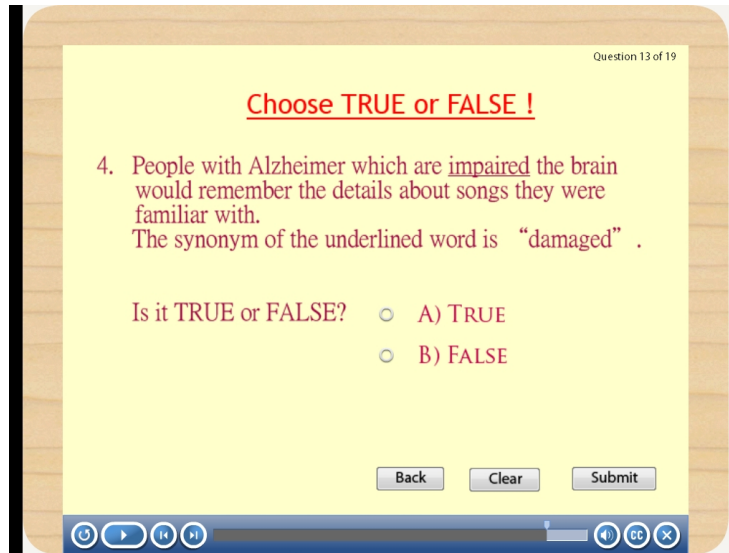 Question 13 of 19
Choose TRUE or FALSE !
4. People with Alzheimer which are impaired the brain
would remember the details about songs they were
familiar with.
The synonym of the underlined word is “damaged”.
Is it TRUE or FALSE? A) TRUE
B) FALSE
Back Clear Submit
CC